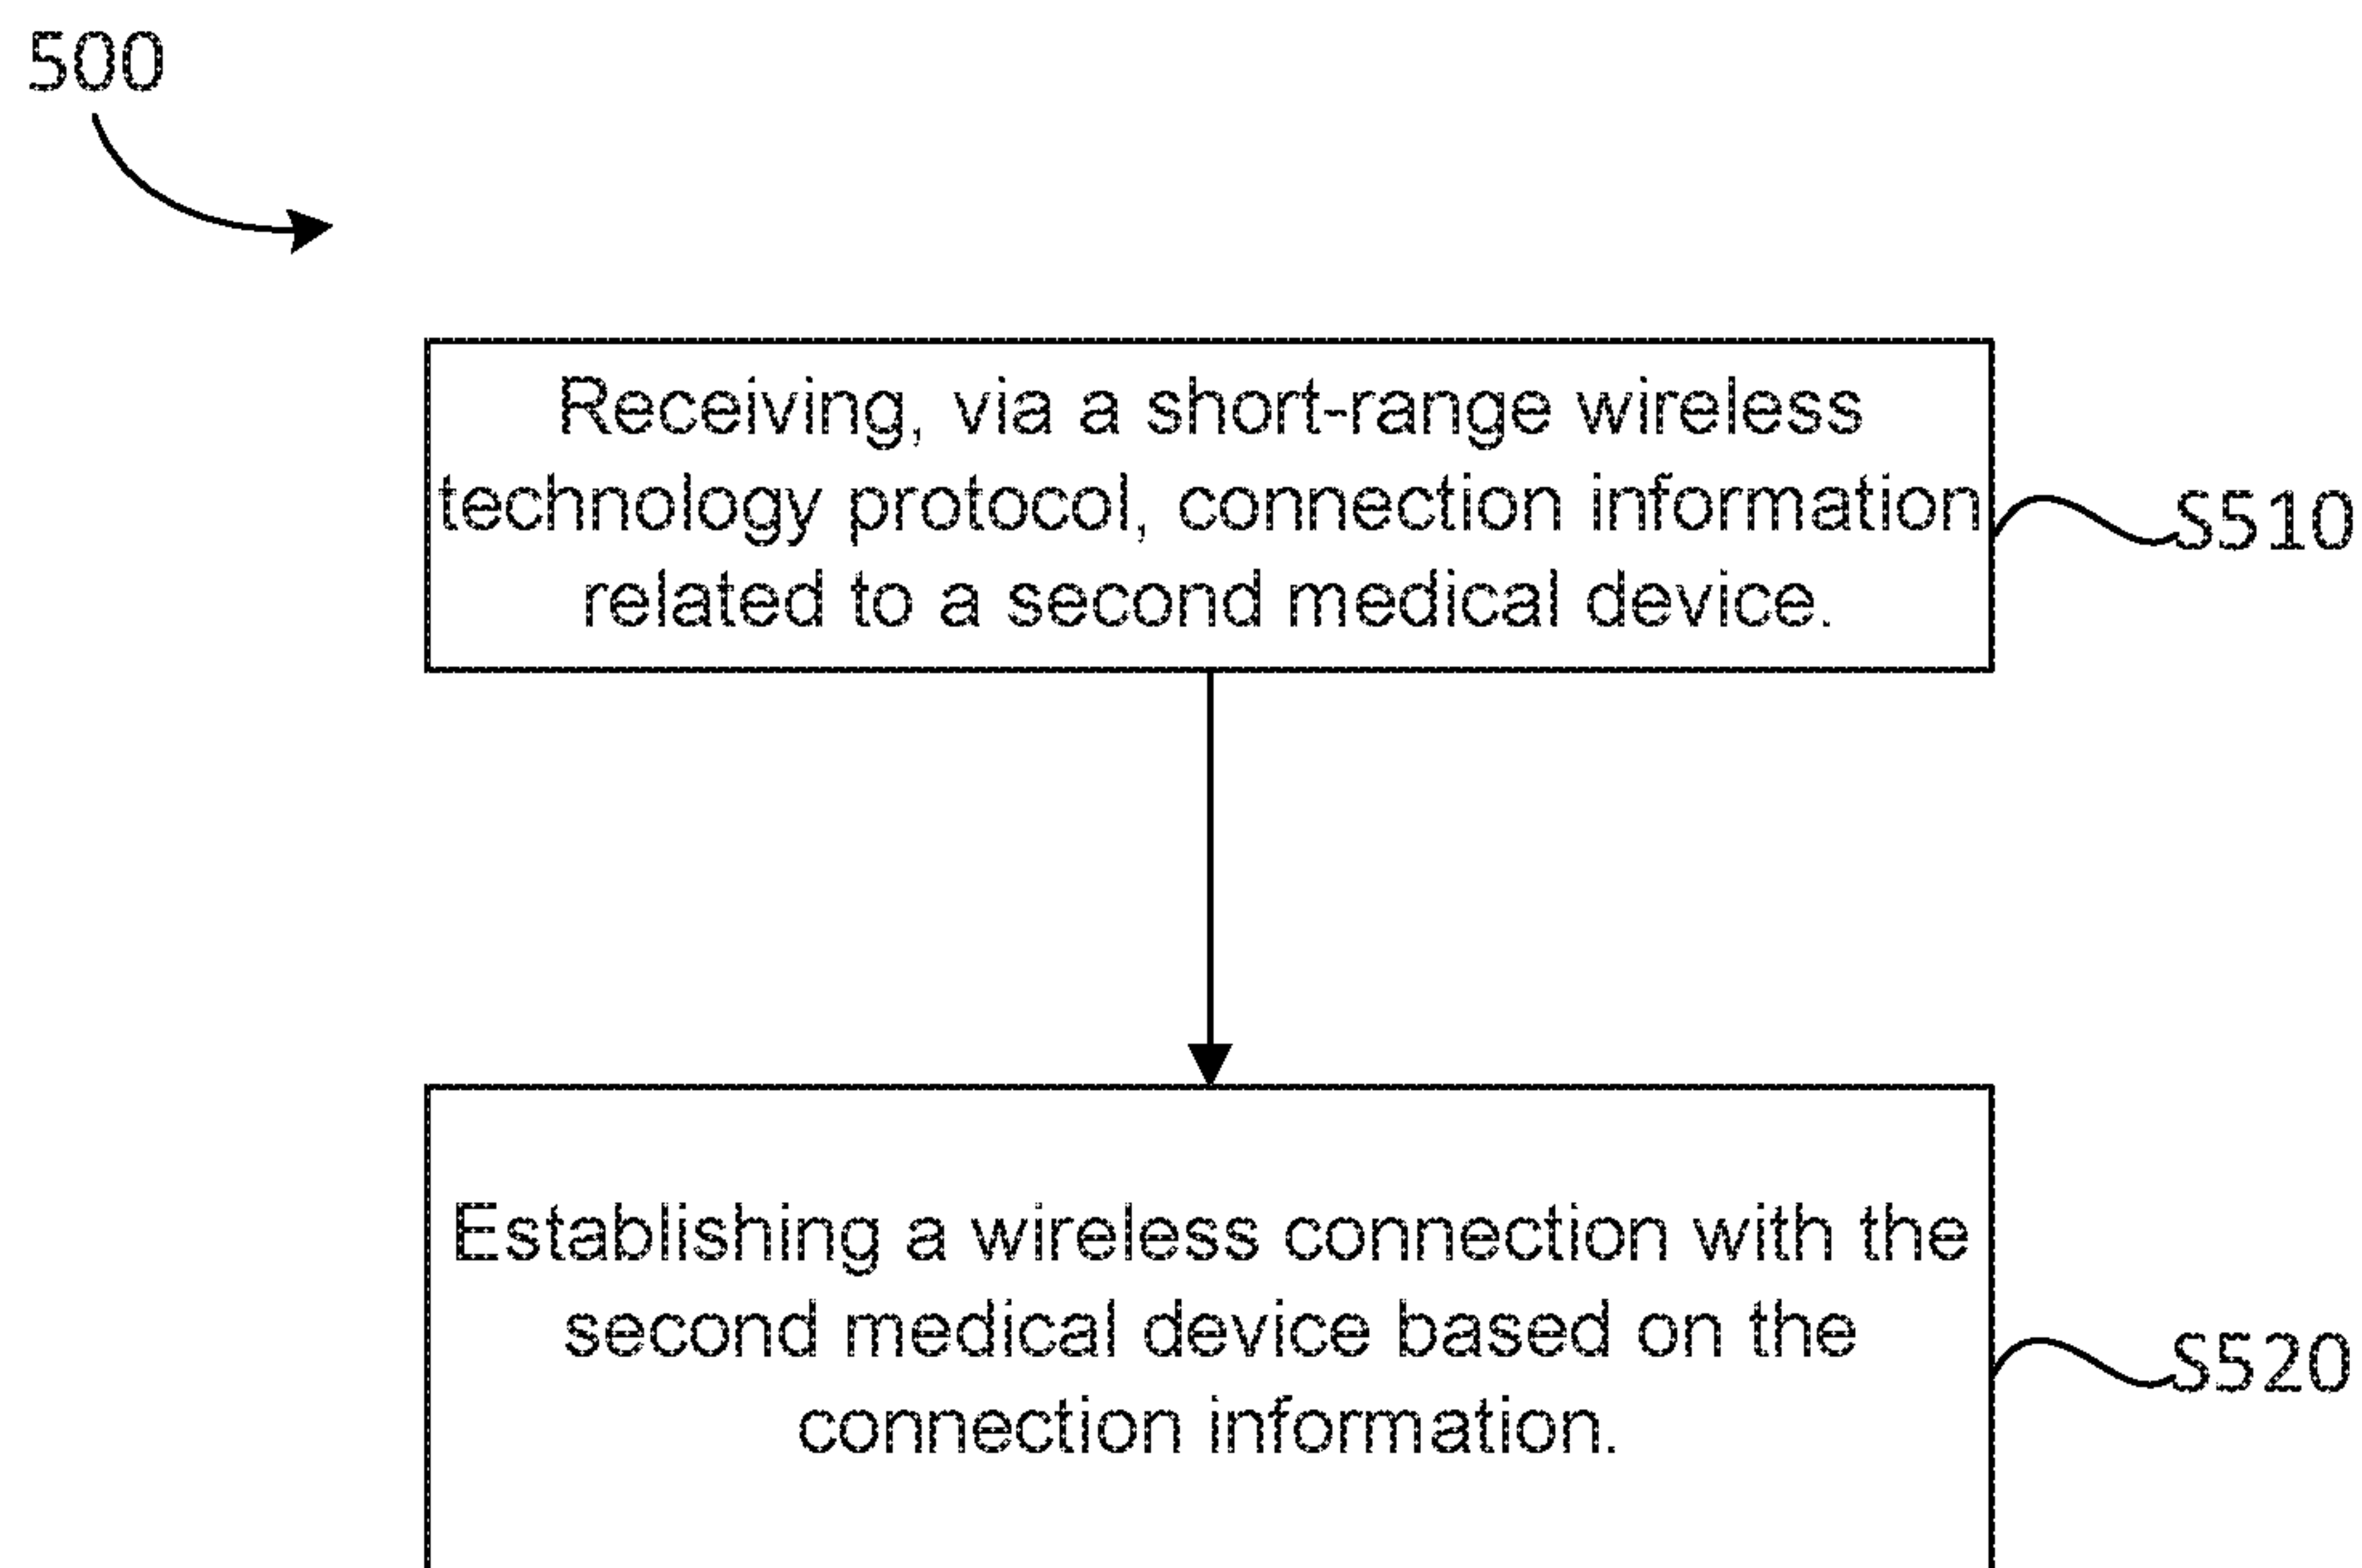 500
Receiving, via a short-range wireless
technology protocol, connection information
related to a second medical device.
S510
Establishing a wireless connection with the
second medical device based on the
connection information.
S520